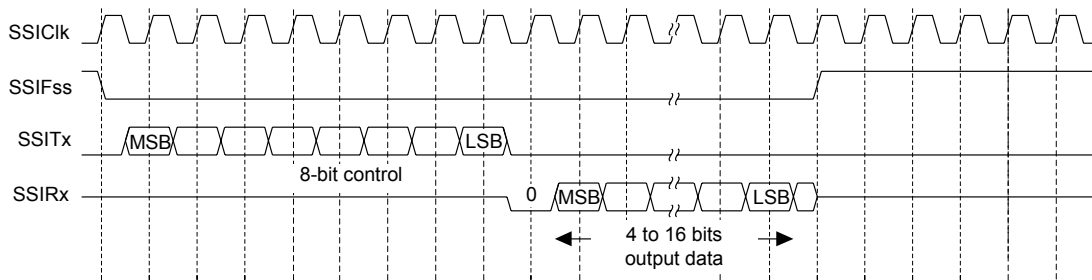 SSIClk
SSIFss
SSITx
MSB
LSB
8-bit control
SSIRx
0
MSB
LSB
4 to 16 bits
output data